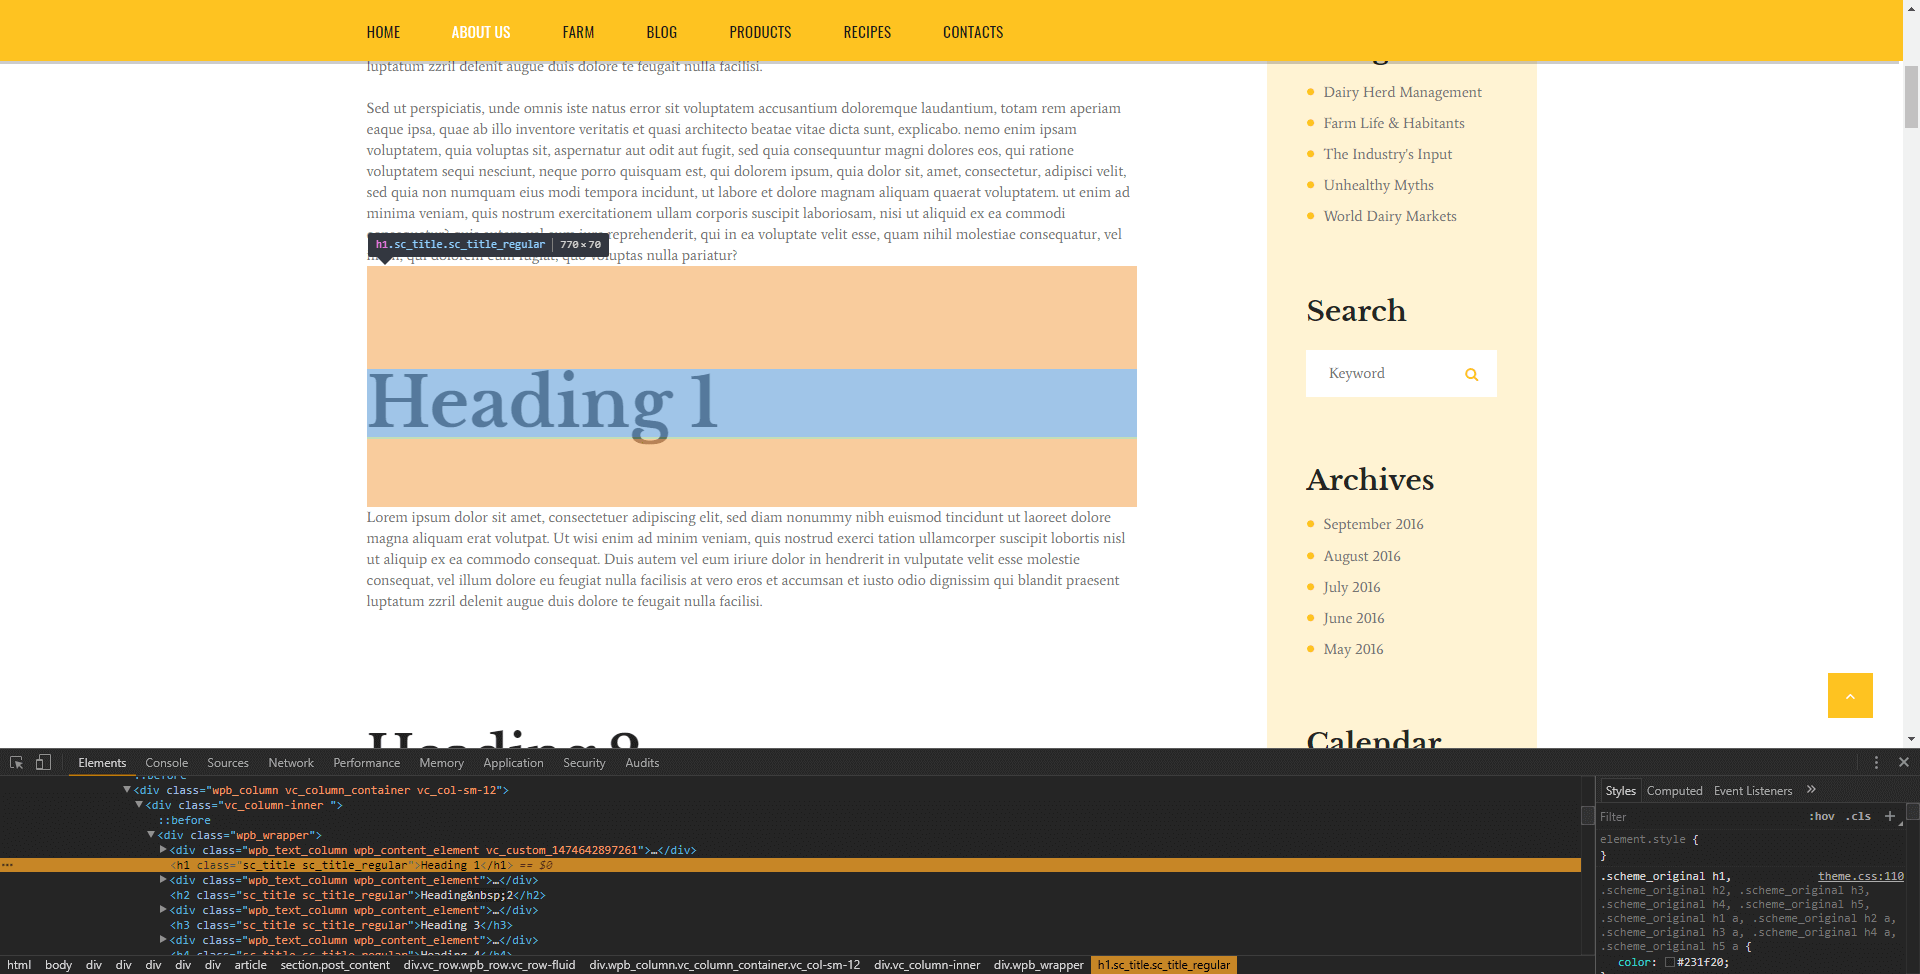 HOME ABOUT US FARM BLOG PRODUCTS RECIPES CONTACTS
luptatum zzril delenit augue duis dolore te feugait nulla facilisi.
Sed ut perspiciatis, unde omnis iste natus error sit voluptatem accusantium doloremque laudantium, totam rem aperiam
eaque ipsa, quae ab illo inventore veritatis et quasi architecto beatae vitae dicta sunt, explicabo. nemo enim ipsam
voluptatem, quia voluptas sit, aspernatur aut odit aut fugit, sed quia consequuntur magni dolores eos, qui ratione
voluptatem sequi nesciunt, neque porro quisquam est, qui dolorem ipsum, quia dolor sit, amet, consectetur, adipisci velit,
sed quia non numquam eius modi tempora incidunt, ut labore et dolore magnam aliquam quaerat voluptatem. ut enim ad
minima veniam, quis nostrum exercitationem ullam corporis suscipit laboriosam, nisi ut aliquid ex ea commodi
reprehenderit, qui in ea voluptate velit esse, quam nihil molestiae consequatur, vel
h1.sc_title.sc_title_regular | 770 × 70
voluptas nulla pariatur?
Heading 1
Lorem ipsum dolor sit amet, consectetuer adipiscing elit, sed diam nonummy nibh euismod tincidunt ut laoreet dolore
magna aliquam erat volutpat. Ut wisi enim ad minim veniam, quis nostrud exerci tation ullamcorper suscipit lobortis nisl
ut aliquip ex ea commodo consequat. Duis autem vel eum iriure dolor in hendrerit in vulputate velit esse molestie
consequat, vel illum dolore eu feugiat nulla facilisis at vero eros et accumsan et iusto odio dignissim qui blandit praesent
luptatum zzril delenit augue duis dolore te feugait nulla facilisi.
Heading 2
Dairy Herd Management
Farm Life & Habitants
The Industry's Input
Unhealthy Myths
World Dairy Markets
Search
Keyword
Archives
September 2016
August 2016
July 2016
June 2016
May 2016
Calendar
Elements Console Sources Network Performance Memory Application Security Audits
::before
<div class="wpb_column vc_column_container vc_col-sm-12">
<div class="vc_column-inner ">
::before
<div class="wpb_wrapper">
<div class="wpb_text_column wpb_content_element vc_custom_1474642897261">…</div>
<h1 class="sc_title sc_title_regular">Heading 1</h1> == $0
<div class="wpb_text_column wpb_content_element">…</div>
<h2 class="sc_title sc_title_regular">Heading&nbsp;2</h2>
<div class="wpb_text_column wpb_content_element">…</div>
<h3 class="sc_title sc_title_regular">Heading 3</h3>
<div class="wpb_text_column wpb_content_element">…</div>
<h4 class="sc_title sc_title_regular">Heading 4</h4>
html body div div div div div article section.post_content div.vc_row.wpb_row.vc_row-fluid div.wpb_column.vc_column_container.vc_col-sm-12 div.vc_column-inner div.wpb_wrapper h1.sc_title.sc_title_regular
Styles Computed Event Listeners »
Filter :hov .cls +
element.style {
}
.scheme_original h1, theme.css:110
.scheme_original h2, .scheme_original h3,
.scheme_original h4, .scheme_original h5,
.scheme_original h1 a, .scheme_original h2 a,
.scheme_original h3 a, .scheme_original h4 a,
.scheme_original h5 a {
color: #231f20;